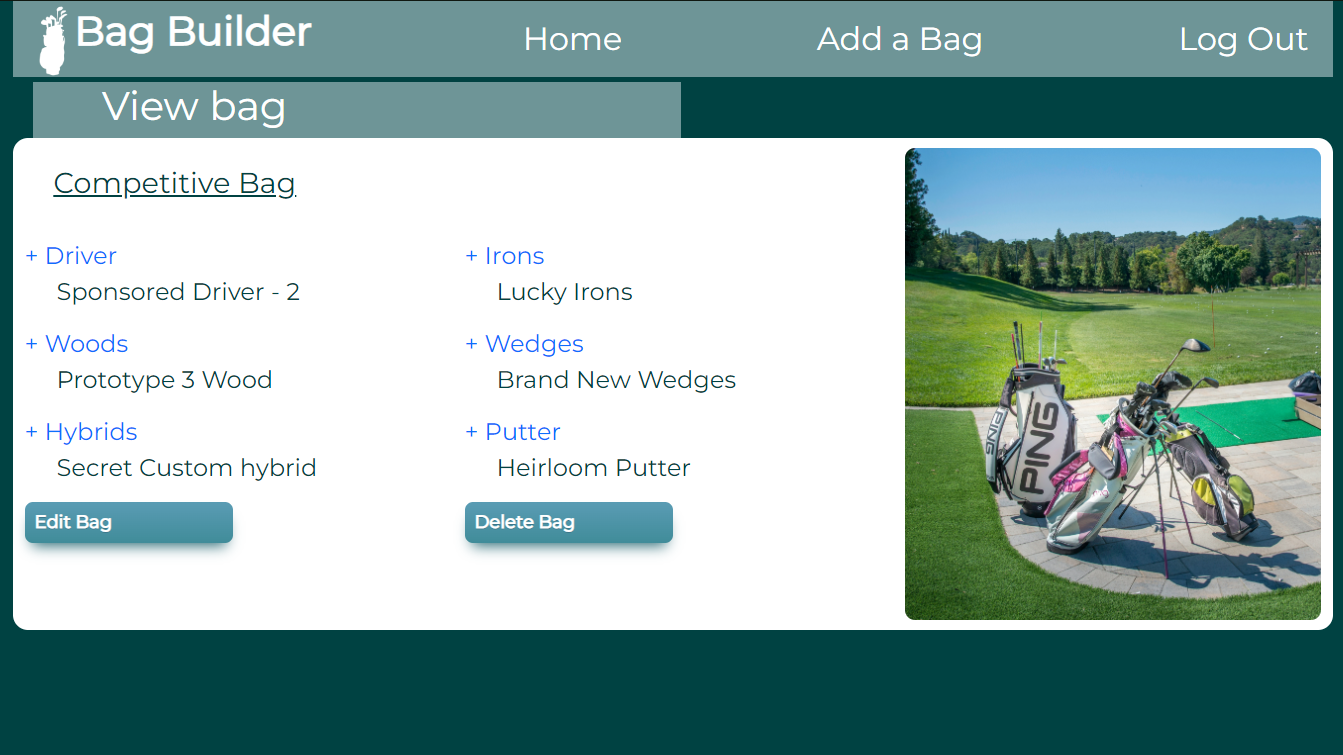 Bag Builder
Home
Add a Bag
Log Out
View bag
Competitive Bag
+ Driver
Sponsored Driver - 2
+ Woods
Prototype 3 Wood
+ Hybrids
Secret Custom hybrid
Edit Bag
+ Irons
Lucky Irons
+ Wedges
Brand New Wedges
+ Putter
Heirloom Putter
Delete Bag
PING
PING